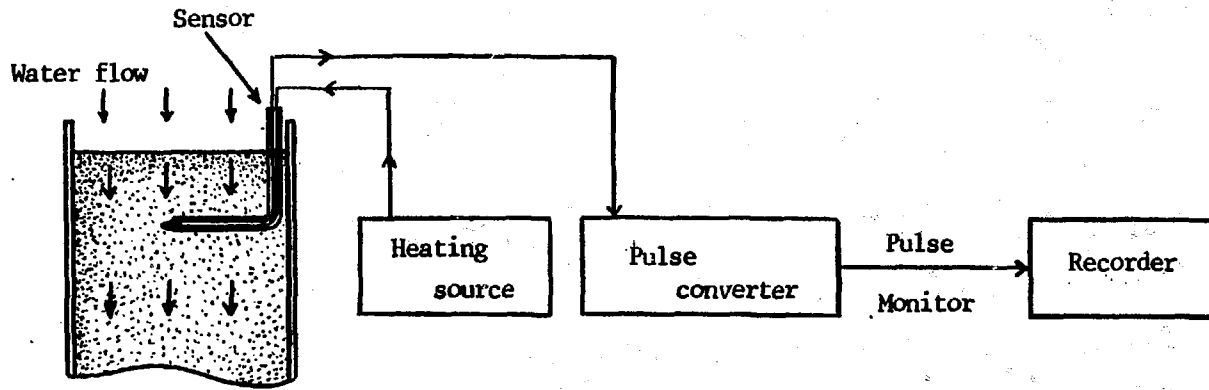 Sensor
Water flow
Heating
source
Pulse
converter
Pulse
Monitor
Recorder